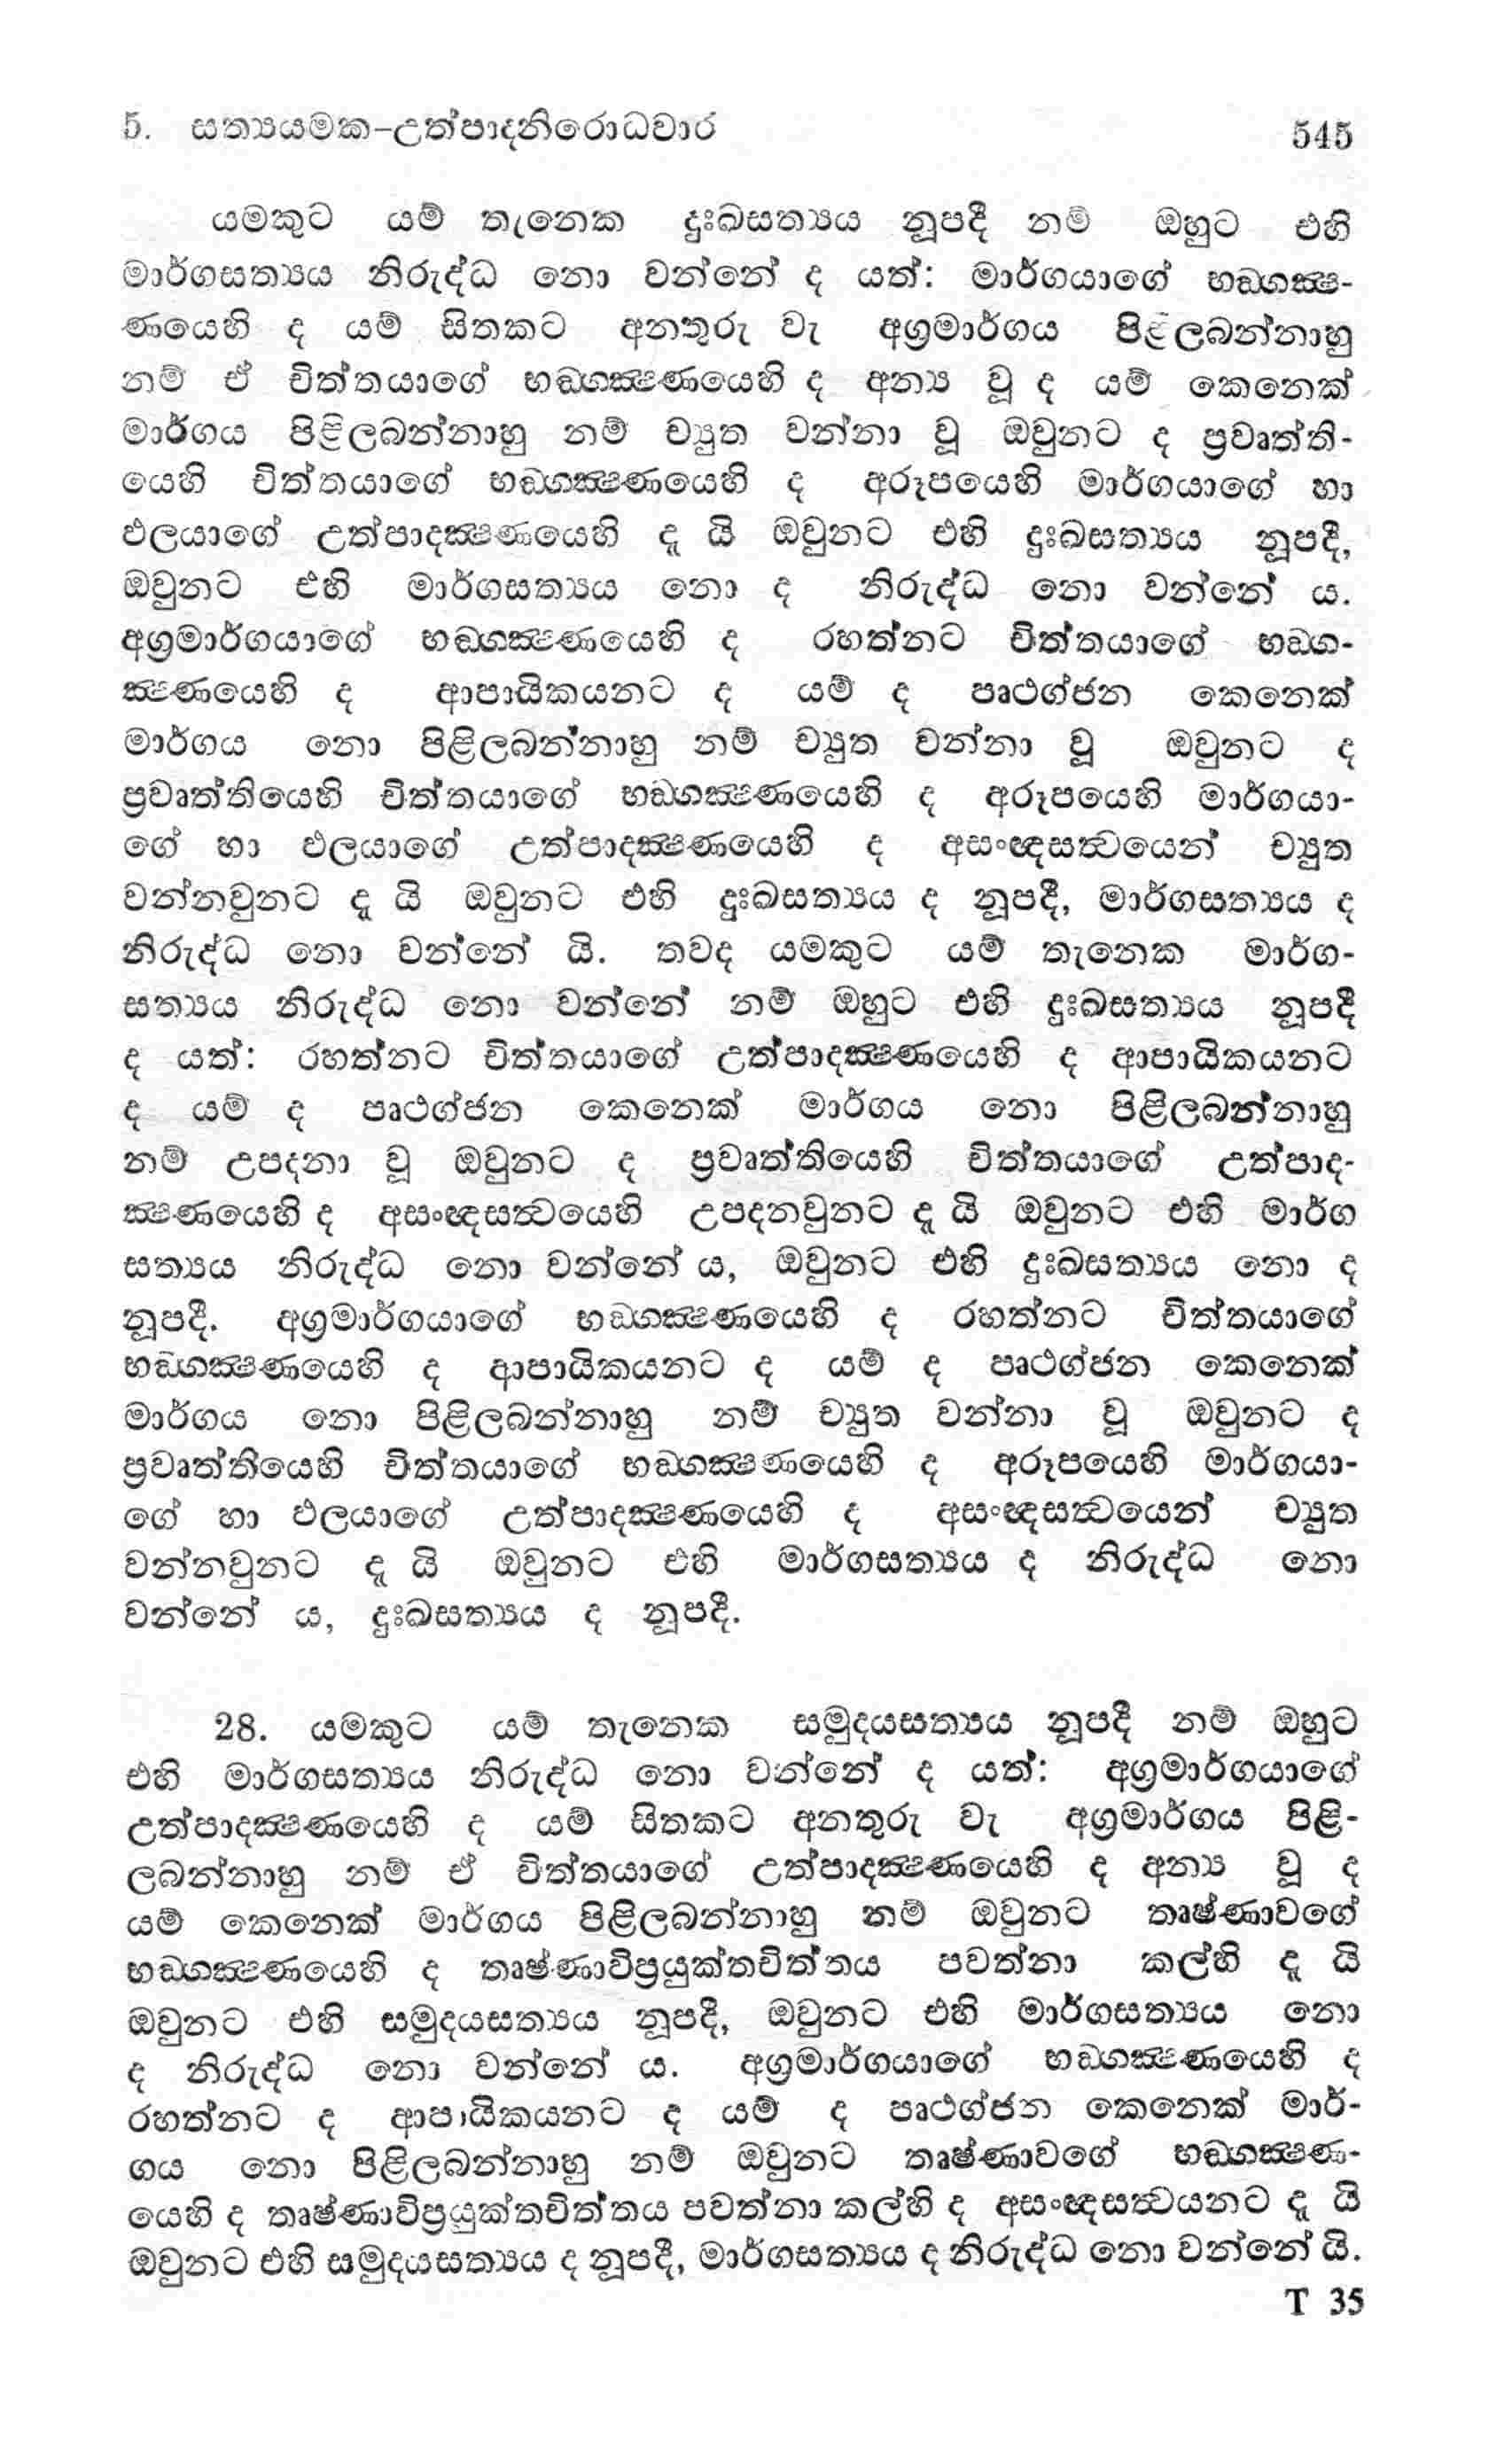 5. සත්‍යයමක–උත්පාදනිරොධවාර 545
යමකුට යම් තැනෙක දුඃඛසත්‍යය නූපදී නම් ඔහුට එහි
මාර්ගසත්‍යය නිරුද්ධ නො වන්නේ ද යත්: මාර්ගයාගේ භඞ්ගක්‍ෂ-
ණයෙහි ද යම් සිතකට අනතුරු වැ අග්‍රමාර්ගය පිළිලබන්නාහු
නම් ඒ චිත්තයාගේ භඞ්ගක්‍ෂණයෙහි ද අන්‍ය වූ ද යම් කෙනෙක්
මාර්ගය පිළිලබන්නාහු නම් ච්‍යුත වන්නා වූ ඔවුනට ද ප්‍රවෘත්ති-
යෙහි චිත්තයාගේ භඞ්ගක්‍ෂණයෙහි ද අරූපයෙහි මාර්ගයාගේ හා
ඵලයාගේ උත්පාදක්‍ෂණයෙහි දැ යි ඔවුනට එහි දුඃඛසත්‍යය නූපදී,
ඔවුනට එහි මාර්ගසත්‍යය නො ද නිරුද්ධ නො වන්නේ ය.
අග්‍රමාර්ගයාගේ භඞ්ගක්‍ෂණයෙහි ද රහත්නට චිත්තයාගේ භඞ්ග-
ක්‍ෂණයෙහි ද ආපායිකයනට ද යම් ද පෘථග්ජන කෙනෙක්
මාර්ගය නො පිළිලබන්නාහු නම් ච්‍යුත වන්නා වූ ඔවුනට ද
ප්‍රවෘත්තියෙහි චිත්තයාගේ භඞ්ගක්‍ෂණයෙහි ද අරූපයෙහි මාර්ගයා-
ගේ හා ඵලයාගේ උත්පාදක්‍ෂණයෙහි ද අසංඥසත්‍වයෙන් ච්‍යුත
වන්නවුනට දැ යි ඔවුනට එහි දුඃඛසත්‍යය ද නූපදී, මාර්ගසත්‍යය ද
නිරුද්ධ නො වන්නේ යි. තවද යමකුට යම් තැනෙක මාර්ග-
සත්‍යය නිරුද්ධ නො වන්නේ නම් ඔහුට එහි දුඃඛසත්‍යය නූපදී
ද යත්: රහත්නට චිත්තයාගේ උත්පාදක්‍ෂණයෙහි ද ආපායිකයනට
ද යම් ද පෘථග්ජන කෙනෙක් මාර්ගය නො පිළිලබන්නාහු
නම් උපදනා වූ ඔවුනට ද ප්‍රවෘත්තියෙහි චිත්තයාගේ උත්පාද-
ක්‍ෂණයෙහි ද අසංඥසත්‍වයෙහි උපදනවුනට දැ යි ඔවුනට එහි මාර්ග
සත්‍යය නිරුද්ධ නො වන්නේ ය, ඔවුනට එහි දුඃඛසත්‍යය නො ද
නූපදී. අග්‍රමාර්ගයාගේ භඞ්ගක්‍ෂණයෙහි ද රහත්නට චිත්තයාගේ
භඞ්ගක්‍ෂණයෙහි ද ආපායිකයනට ද යම් ද පෘථග්ජන කෙනෙක්
මාර්ගය නො පිළිලබන්නාහු නම් ච්‍යුත වන්නා වූ ඔවුනට ද
ප්‍රවෘත්තියෙහි චිත්තයාගේ භඞ්ගක්‍ෂණයෙහි ද අරූපයෙහි මාර්ගයා-
ගේ හා ඵලයාගේ උත්පාදක්‍ෂණයෙහි ද අසංඥසත්‍වයෙන් ච්‍යුත
වන්නවුනට දැ යි ඔවුනට එහි මාර්ගසත්‍යය ද නිරුද්ධ නො
වන්නේ ය, දුඃඛසත්‍යය ද නූපදී.
28. යමකුට යම් තැනෙක සමුදයසත්‍යය නූපදී නම් ඔහුට
එහි මාර්ගසත්‍යය නිරුද්ධ නො වන්නේ ද යත්: අග්‍රමාර්ගයාගේ
උත්පාදක්‍ෂණයෙහි ද යම් සිතකට අනතුරු වැ අග්‍රමාර්ගය පිළි-
ලබන්නාහු නම් ඒ චිත්තයාගේ උත්පාදක්‍ෂණයෙහි ද අන්‍ය වූ ද
යම් කෙනෙක් මාර්ගය පිළිලබන්නාහු නම් ඔවුනට තෘෂ්ණාවගේ
භඞ්ගක්‍ෂණයෙහි ද තෘෂ්ණාවිප්‍රයුක්තචිත්තය පවත්නා කල්හි දැ යි
ඔවුනට එහි සමුදයසත්‍යය නූපදී, ඔවුනට එහි මාර්ගසත්‍යය නො
ද නිරුද්ධ නො වන්නේ ය. අග්‍රමාර්ගයාගේ භඞ්ගක්‍ෂණයෙහි ද
රහත්නට ද ආපායිකයනට ද යම් ද පෘථග්ජන කෙනෙක් මාර්-
ගය නො පිළිලබන්නාහු නම් ඔවුනට තෘෂ්ණාවගේ භඞ්ගක්‍ෂණ-
යෙහි ද තෘෂ්ණාවිප්‍රයුක්තචිත්තය පවත්නා කල්හි ද අසංඥසත්‍වයනට දැ යි
ඔවුනට එහි සමුදයසත්‍යය ද නූපදී, මාර්ගසත්‍යය ද නිරුද්ධ නො වන්නේ යි.
T 35